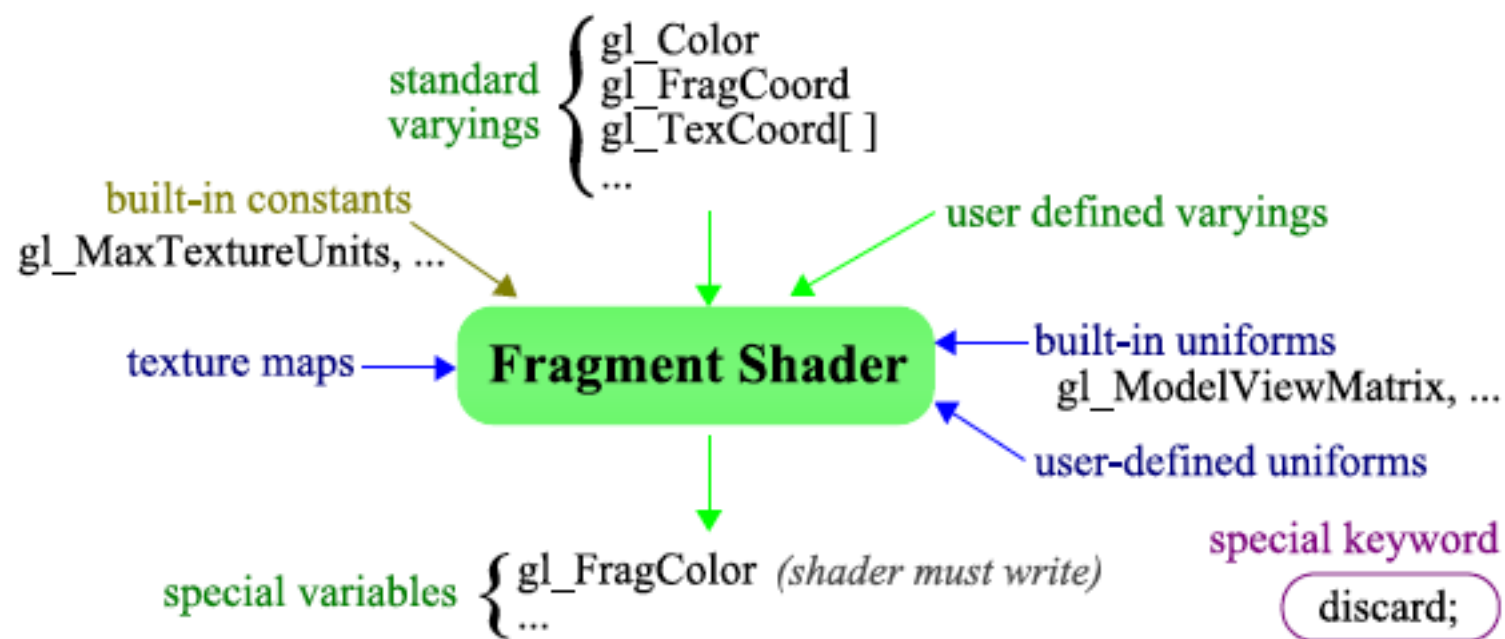 standard
varyings
gl_Color
gl_FragCoord
gl_TexCoord[ ]
...
built-in constants
gl_MaxTextureUnits, ...
user defined varyings
texture maps
Fragment Shader
built-in uniforms
gl_ModelViewMatrix, ...
user-defined uniforms
special variables
gl_FragColor (shader must write)
...
special keyword
discard;